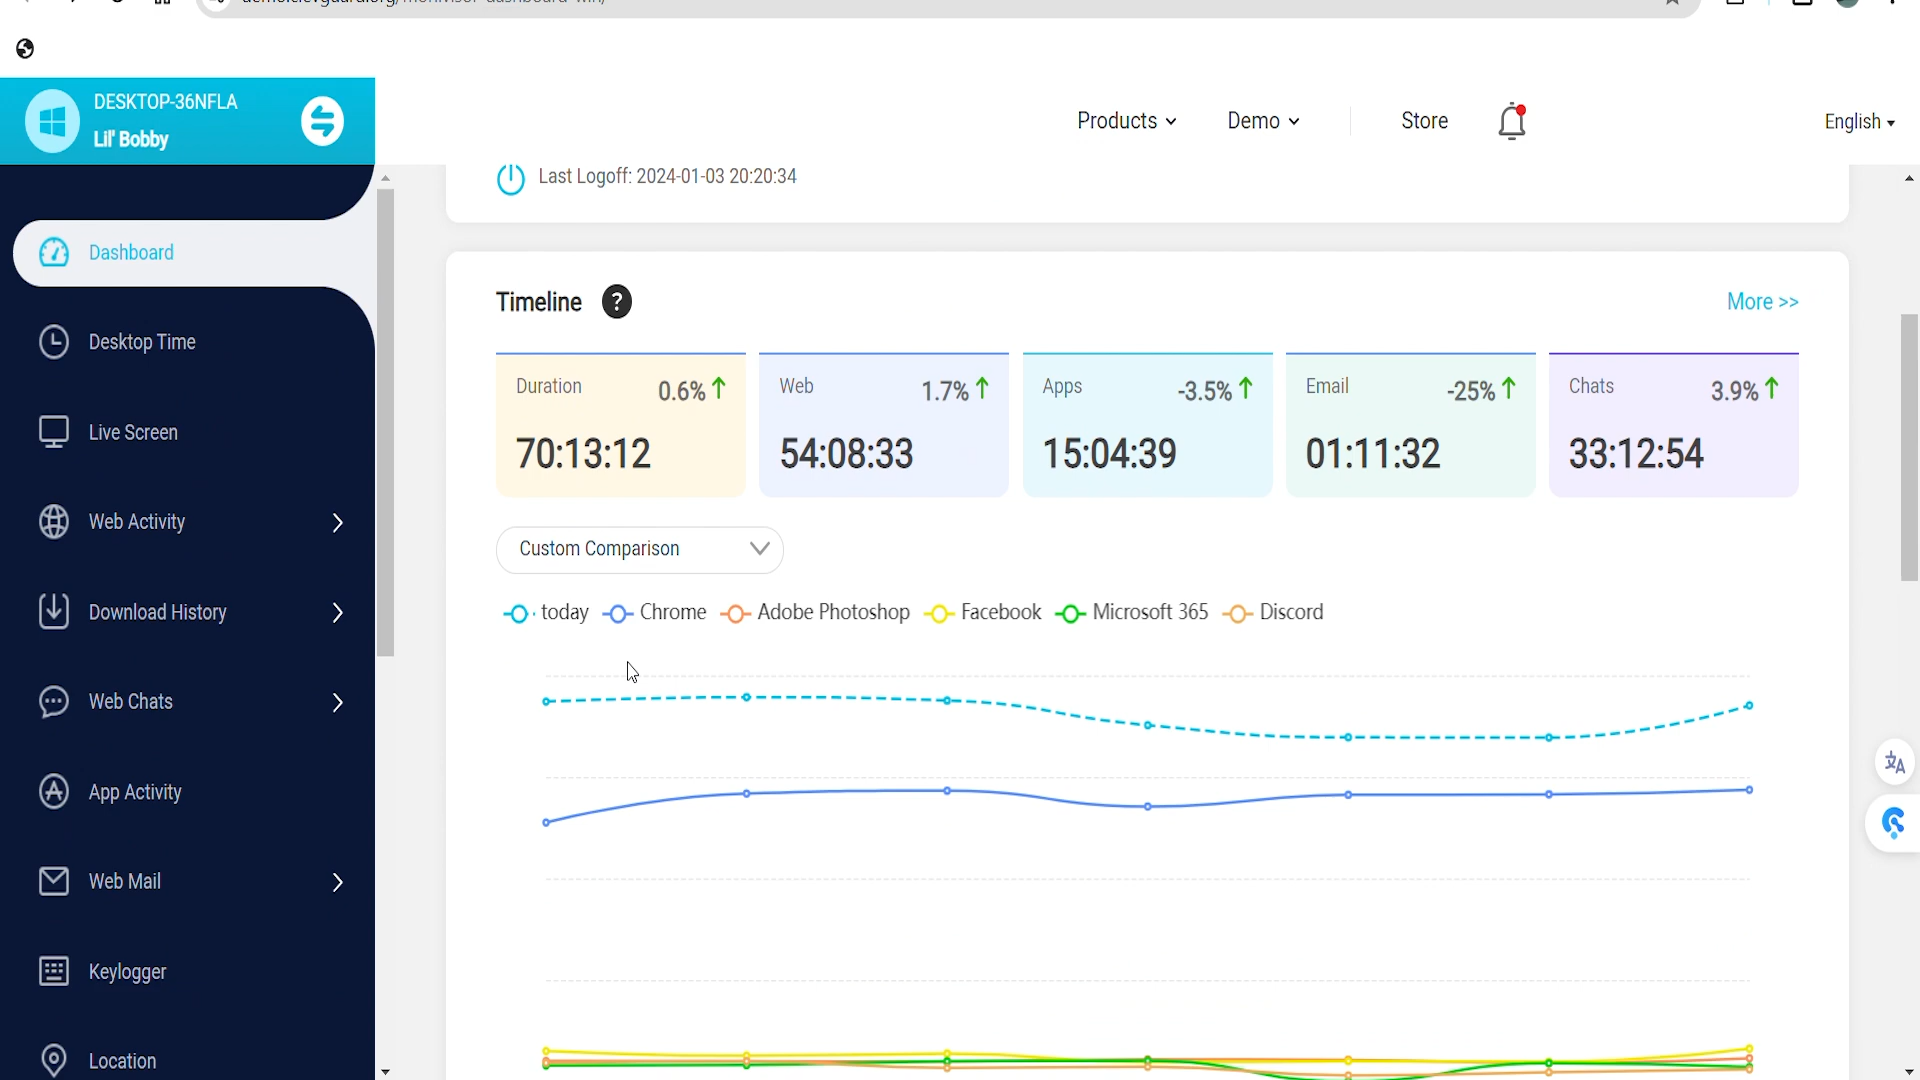 DESKTOP-36NFLA
Lil' Bobby
Products
Demo
Store
English
Last Logoff: 2024-01-03 20:20:34
Dashboard
Desktop Time
Live Screen
Web Activity
Download History
Web Chats
App Activity
Web Mail
Keylogger
Location
Timeline ?
More >>
Duration 0.6%
70:13:12
Web 1.7%
54:08:33
Apps -3.5%
15:04:39
Email -25%
01:11:32
Chats 3.9%
33:12:54
Custom Comparison
today Chrome Adobe Photoshop Facebook Microsoft 365 Discord